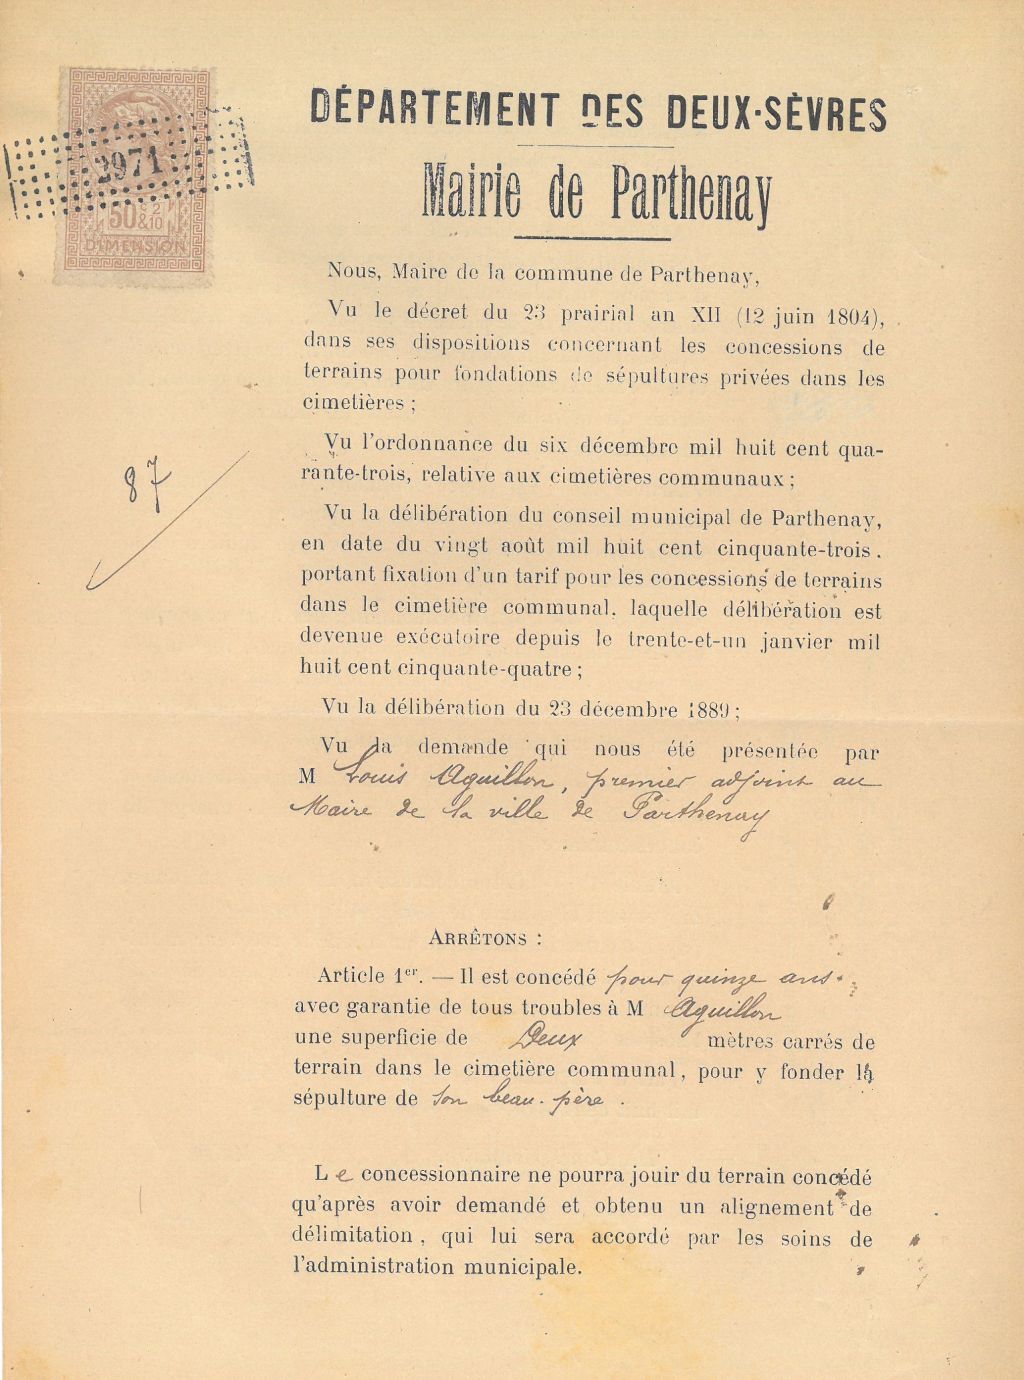 DÉPARTEMENT DES DEUX-SÈVRES
Mairie de Parthenay
2971
50 c 2
& 10
DIMENSION
Nous, Maire de la commune de Parthenay,
Vu le décret du 23 prairial an XII (12 juin 1804),
dans ses dispositions concernant les concessions de
terrains pour fondations de sépultures privées dans les
cimetières ;
Vu l'ordonnance du six décembre mil huit cent qua-
rante-trois, relative aux cimetières communaux ;
87
Vu la délibération du conseil municipal de Parthenay,
en date du vingt août mil huit cent cinquante-trois.
portant fixation d'un tarif pour les concessions de terrains
dans le cimetière communal, laquelle délibération est
devenue exécutoire depuis le trente-et-un janvier mil
huit cent cinquante-quatre ;
Vu la délibération du 23 décembre 1889 ;
Vu la demande qui nous été présentée par
M Louis Aguillon, premier adjoint au
Maire de la ville de Parthenay
ARRÊTONS :
Article 1er. — Il est concédé pour quinze ans.
avec garantie de tous troubles à M Aguillon
une superficie de Deux mètres carrés de
terrain dans le cimetière communal, pour y fonder la
sépulture de son beau-père.
Le concessionnaire ne pourra jouir du terrain concédé
qu'après avoir demandé et obtenu un alignement de
délimitation, qui lui sera accordé par les soins de
l'administration municipale.